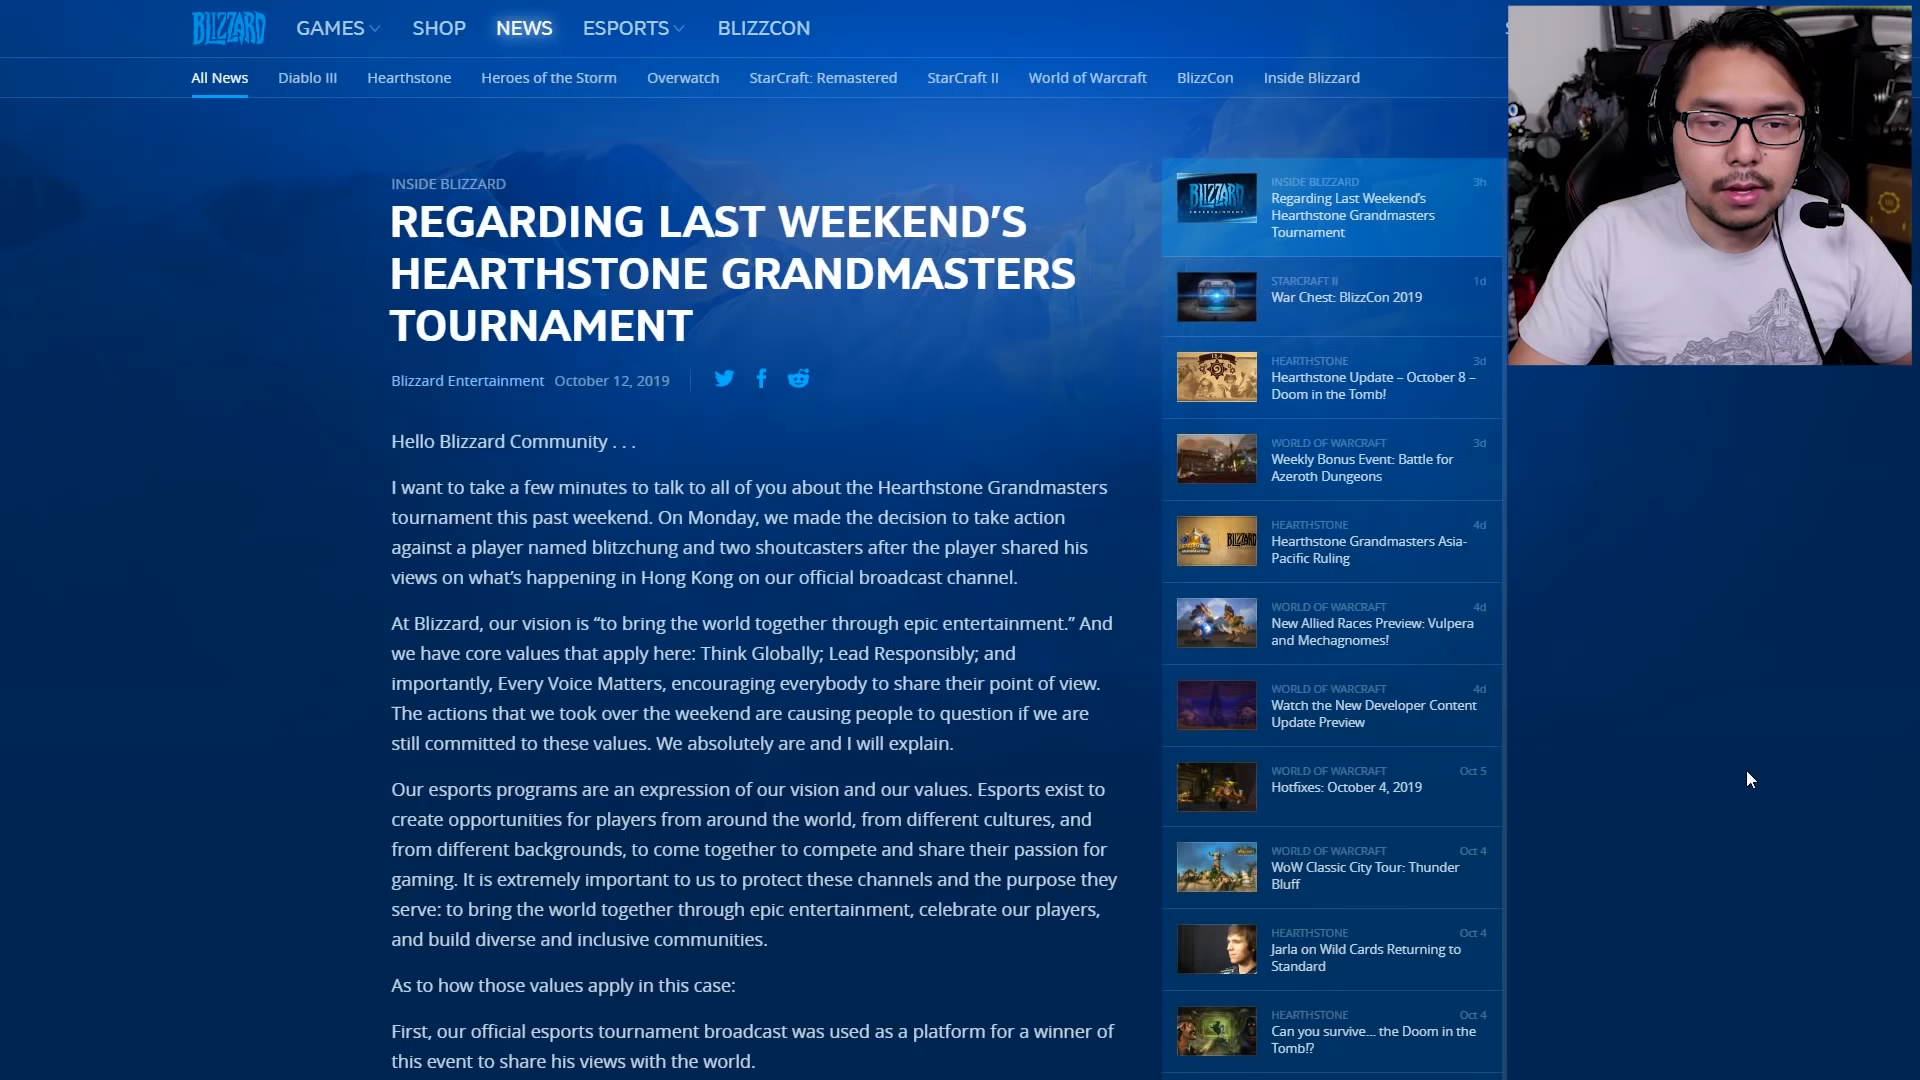 BLIZZARD
GAMES
SHOP
NEWS
ESPORTS
BLIZZCON
All News
Diablo III
Hearthstone
Heroes of the Storm
Overwatch
StarCraft: Remastered
StarCraft II
World of Warcraft
BlizzCon
Inside Blizzard
INSIDE BLIZZARD
REGARDING LAST WEEKEND’S
HEARTHSTONE GRANDMASTERS
TOURNAMENT
Blizzard Entertainment October 12, 2019
Hello Blizzard Community . . .
I want to take a few minutes to talk to all of you about the Hearthstone Grandmasters
tournament this past weekend. On Monday, we made the decision to take action
against a player named blitzchung and two shoutcasters after the player shared his
views on what’s happening in Hong Kong on our official broadcast channel.
At Blizzard, our vision is “to bring the world together through epic entertainment.” And
we have core values that apply here: Think Globally; Lead Responsibly; and
importantly, Every Voice Matters, encouraging everybody to share their point of view.
The actions that we took over the weekend are causing people to question if we are
still committed to these values. We absolutely are and I will explain.
Our esports programs are an expression of our vision and our values. Esports exist to
create opportunities for players from around the world, from different cultures, and
from different backgrounds, to come together to compete and share their passion for
gaming. It is extremely important to us to protect these channels and the purpose they
serve: to bring the world together through epic entertainment, celebrate our players,
and build diverse and inclusive communities.
As to how those values apply in this case:
First, our official esports tournament broadcast was used as a platform for a winner of
this event to share his views with the world.
BLIZZARD
ENTERTAINMENT
INSIDE BLIZZARD 3h
Regarding Last Weekend’s
Hearthstone Grandmasters
Tournament
STARCRAFT II 1d
War Chest: BlizzCon 2019
HEARTHSTONE 3d
Hearthstone Update – October 8 –
Doom in the Tomb!
WORLD OF WARCRAFT 3d
Weekly Bonus Event: Battle for
Azeroth Dungeons
BLIZZARD
HEARTHSTONE 4d
Hearthstone Grandmasters Asia-
Pacific Ruling
WORLD OF WARCRAFT 4d
New Allied Races Preview: Vulpera
and Mechagnomes!
WORLD OF WARCRAFT 4d
Watch the New Developer Content
Update Preview
WORLD OF WARCRAFT Oct 5
Hotfixes: October 4, 2019
WORLD OF WARCRAFT Oct 4
WoW Classic City Tour: Thunder
Bluff
HEARTHSTONE Oct 4
Jarla on Wild Cards Returning to
Standard
HEARTHSTONE Oct 4
Can you survive... the Doom in the
Tomb!?